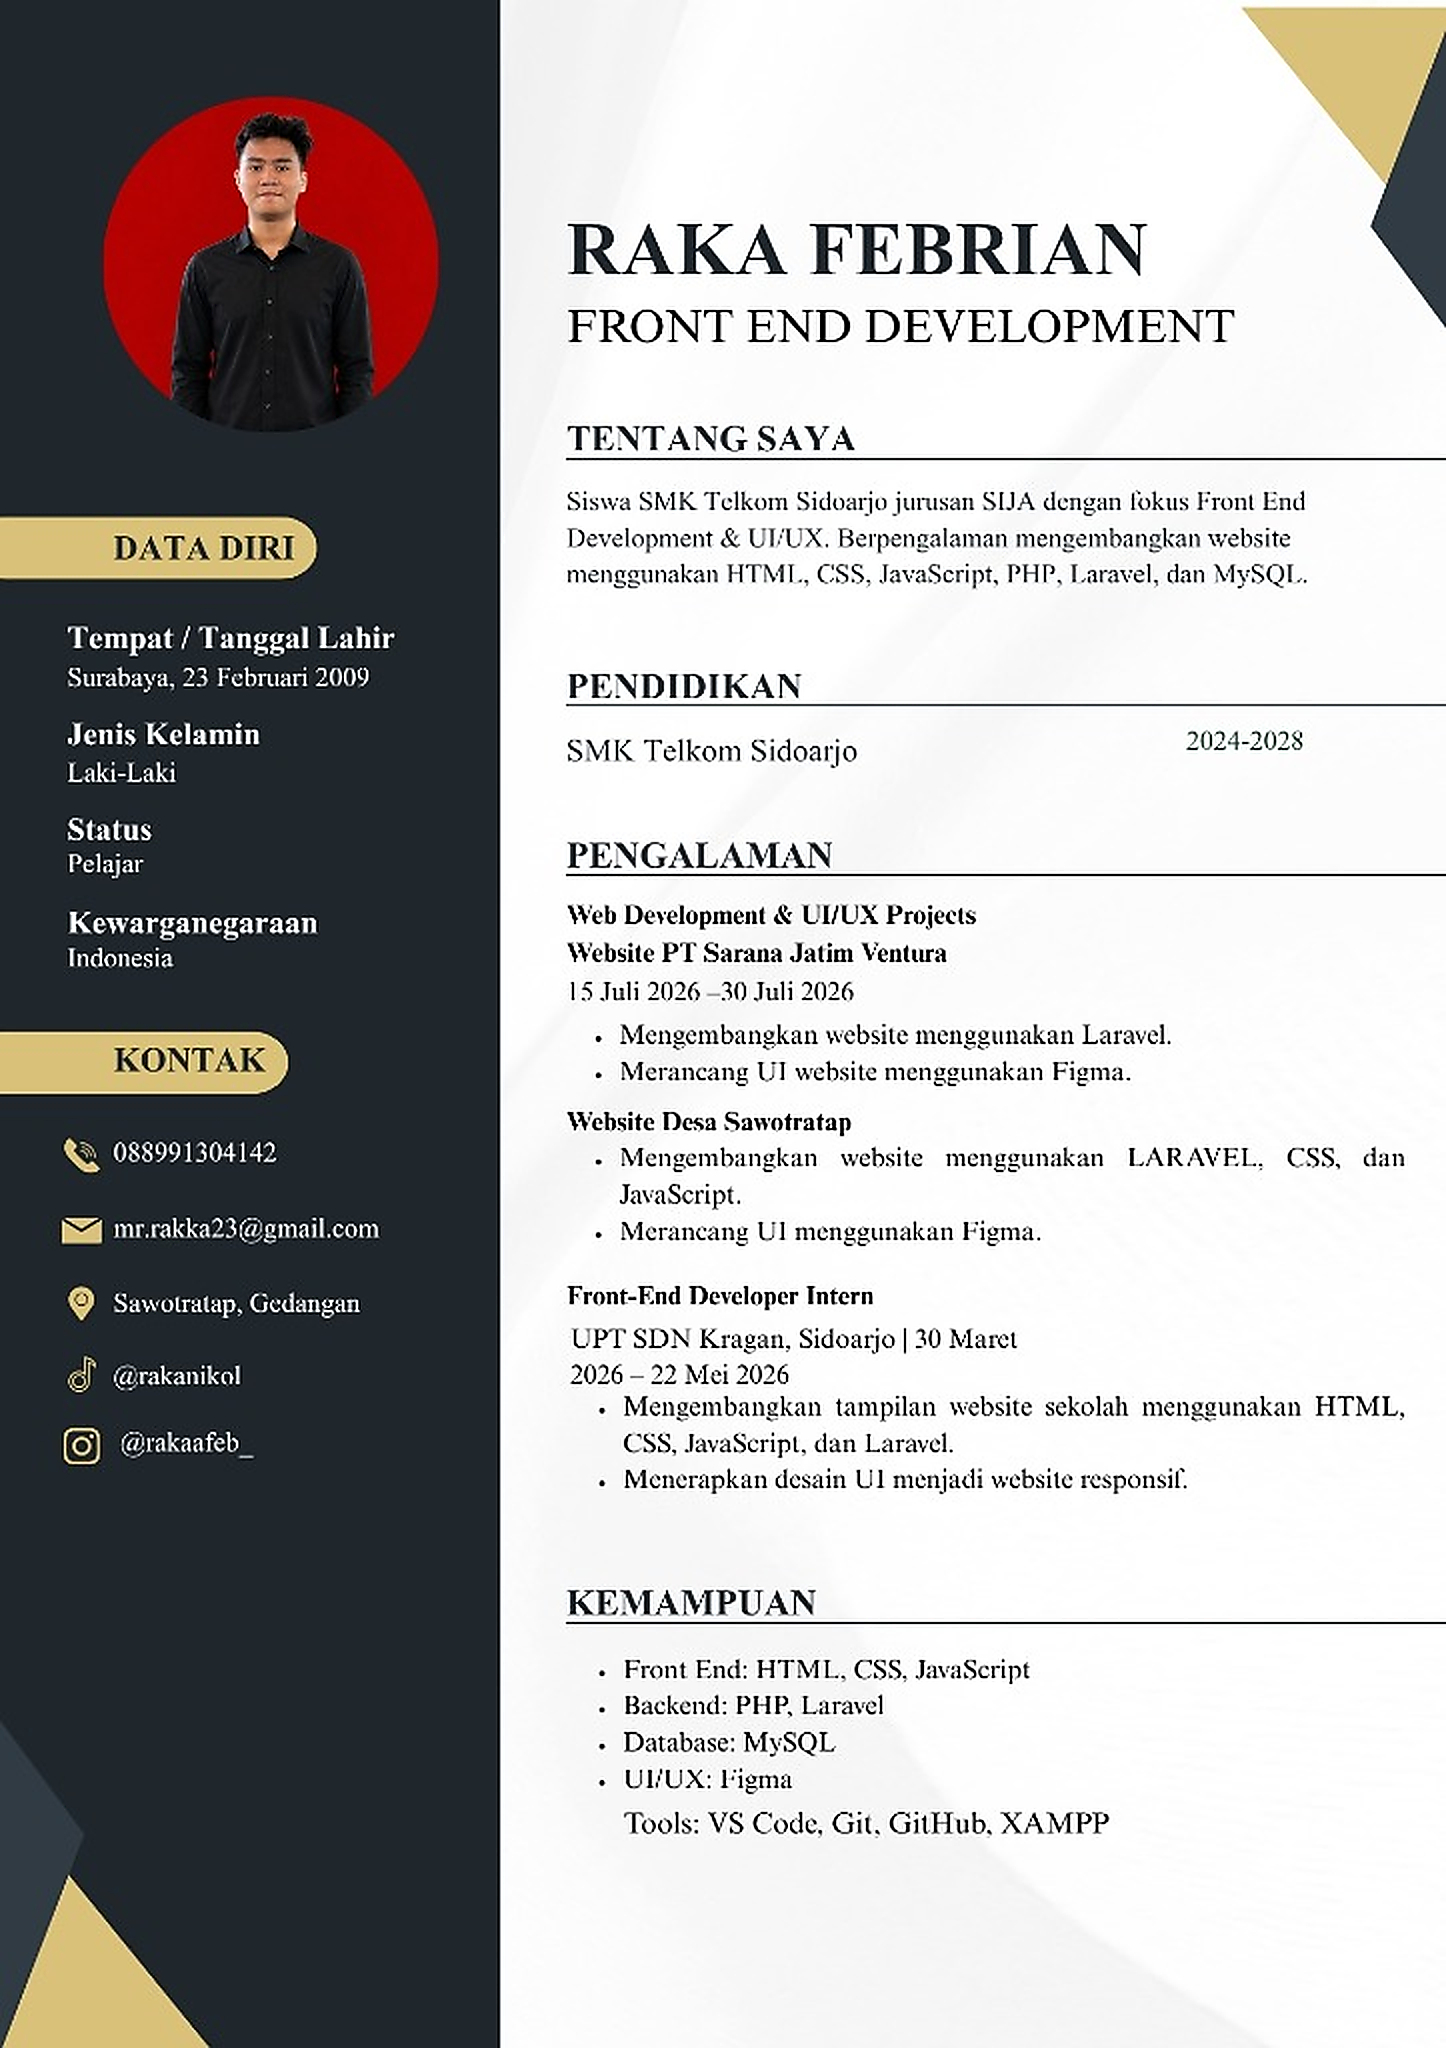 RAKA FEBRIAN
FRONT END DEVELOPMENT
DATA DIRI
Tempat / Tanggal Lahir
Surabaya, 23 Februari 2009
Jenis Kelamin
Laki-Laki
Status
Pelajar
Kewarganegaraan
Indonesia
KONTAK
088991304142
mr.rakka23@gmail.com
Sawotratap, Gedangan
@rakanikol
@rakaafeb_
TENTANG SAYA
Siswa SMK Telkom Sidoarjo jurusan SIJA dengan fokus Front End
Development & UI/UX. Berpengalaman mengembangkan website
menggunakan HTML, CSS, JavaScript, PHP, Laravel, dan MySQL.
PENDIDIKAN
SMK Telkom Sidoarjo 2024-2028
PENGALAMAN
Web Development & UI/UX Projects
Website PT Sarana Jatim Ventura
15 Juli 2026 –30 Juli 2026
• Mengembangkan website menggunakan Laravel.
• Merancang UI website menggunakan Figma.
Website Desa Sawotratap
• Mengembangkan website menggunakan LARAVEL, CSS, dan
JavaScript.
• Merancang UI menggunakan Figma.
Front-End Developer Intern
UPT SDN Kragan, Sidoarjo | 30 Maret
2026 – 22 Mei 2026
• Mengembangkan tampilan website sekolah menggunakan HTML,
CSS, JavaScript, dan Laravel.
• Menerapkan desain UI menjadi website responsif.
KEMAMPUAN
• Front End: HTML, CSS, JavaScript
• Backend: PHP, Laravel
• Database: MySQL
• UI/UX: Figma
Tools: VS Code, Git, GitHub, XAMPP